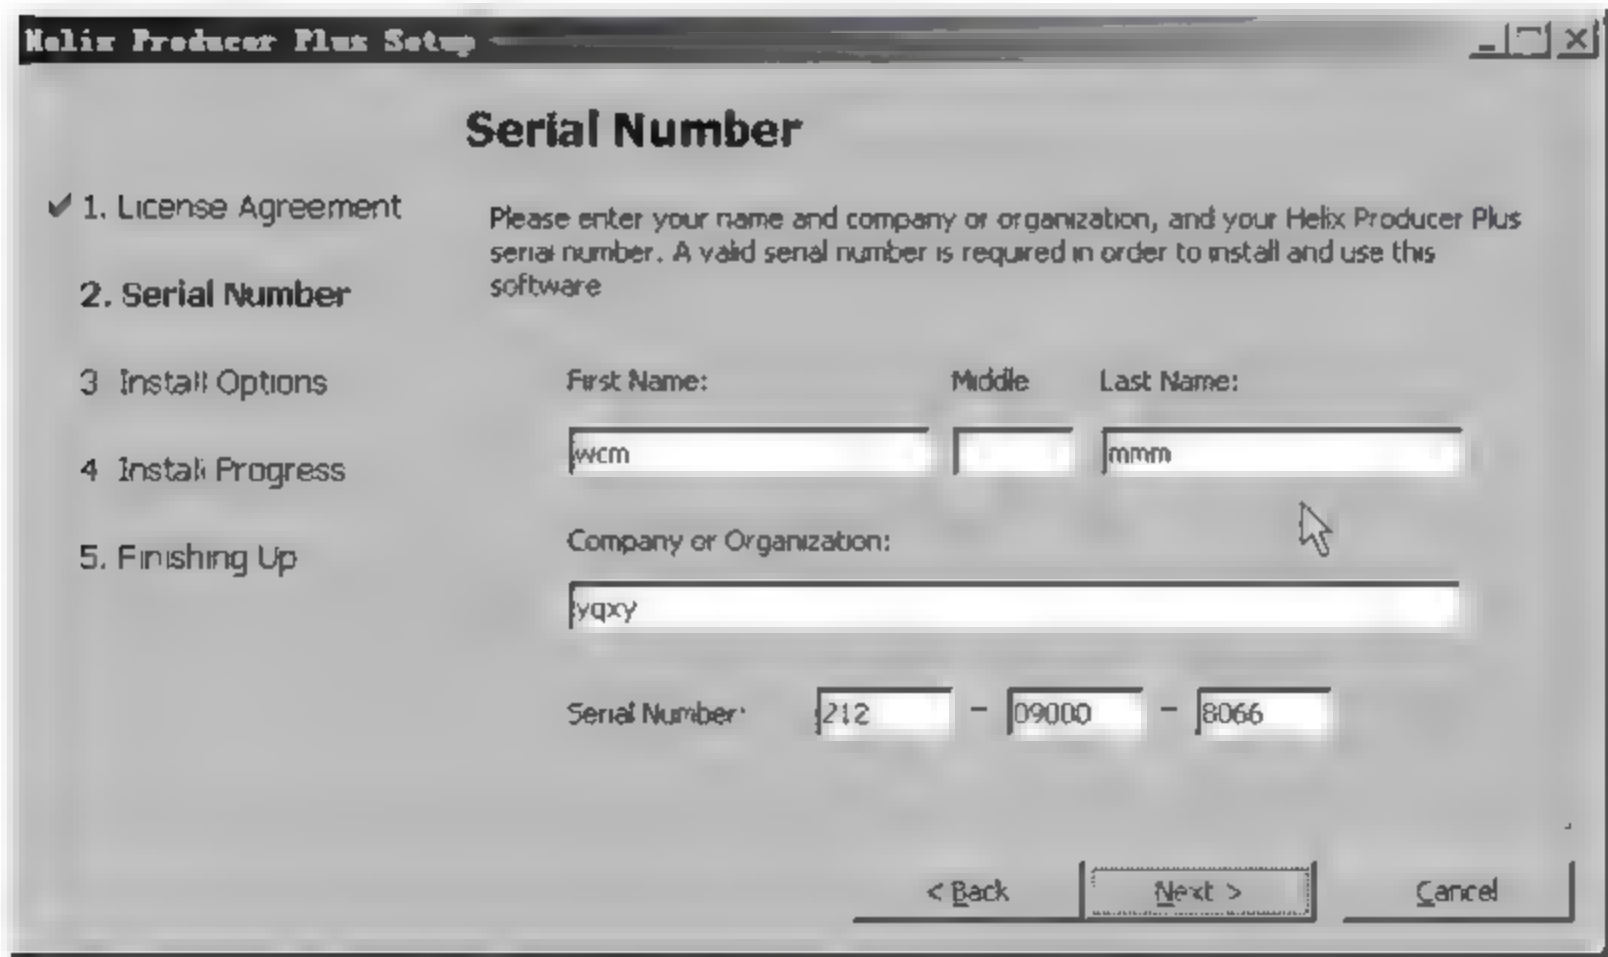 Helix Producer Plus Setup
Serial Number
1. License Agreement
2. Serial Number
3 Install Options
4 Install Progress
5. Finishing Up
Please enter your name and company or organization, and your Helix Producer Plus
serial number. A valid serial number is required in order to install and use this
software
First Name: Middle Last Name:
wcm mmm
Company or Organization:
yqxy
Serial Number: 212 - 09000 - 8066
< Back Next > Cancel